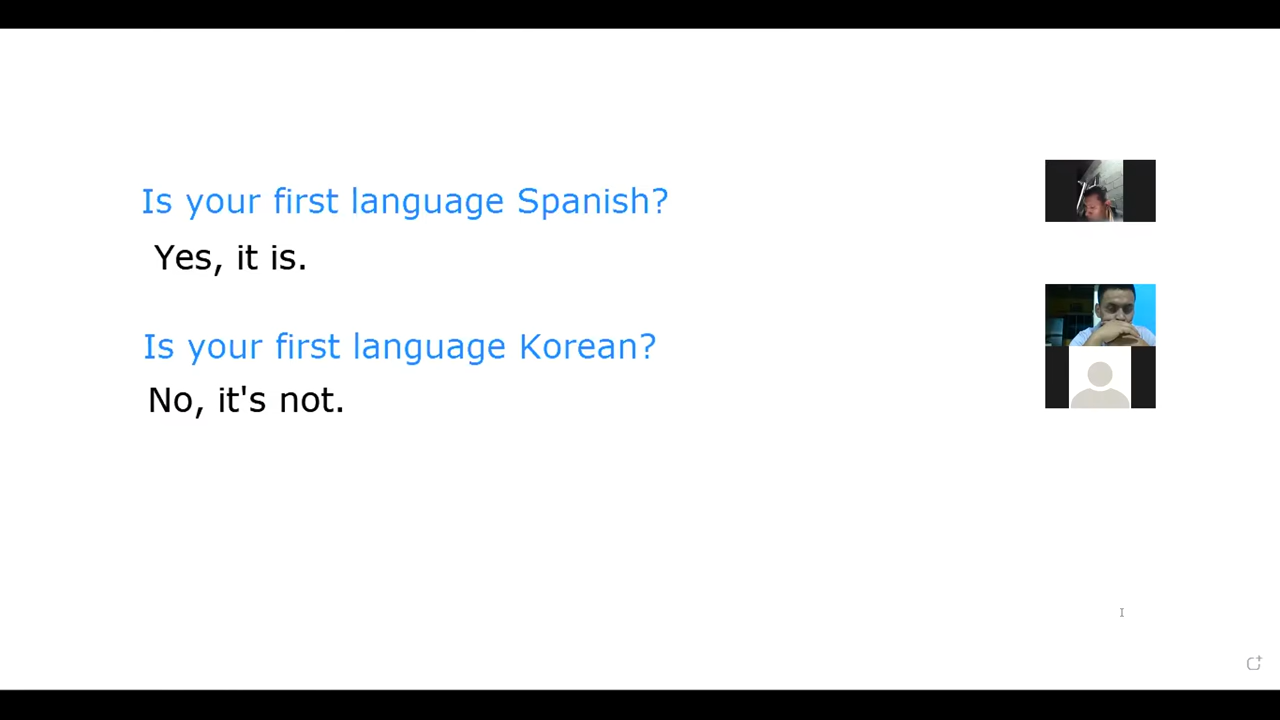 Is your first language Spanish?
Yes, it is.
Is your first language Korean?
No, it's not.